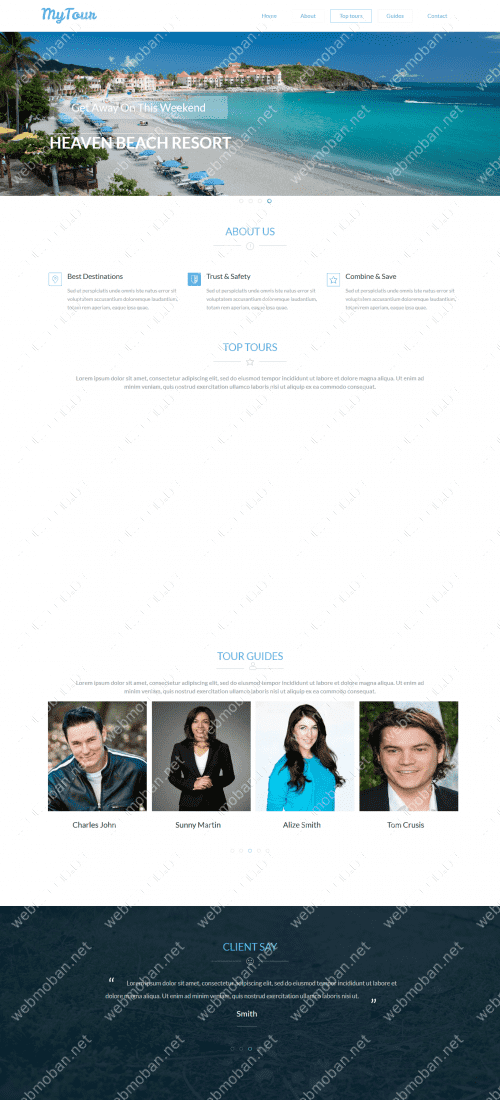 MyTour
Home About Top tours Guides Contact
Get Away On This Weekend
HEAVEN BEACH RESORT
ABOUT US
Best Destinations
Sed ut perspiciatis unde omnis iste natus error sit
voluptatem accusantium doloremque laudantium,
totam rem aperiam, eaque ipsa quae.
Trust & Safety
Sed ut perspiciatis unde omnis iste natus error sit
voluptatem accusantium doloremque laudantium,
totam rem aperiam, eaque ipsa quae.
Combine & Save
Sed ut perspiciatis unde omnis iste natus error sit
voluptatem accusantium doloremque laudantium,
totam rem aperiam, eaque ipsa quae.
TOP TOURS
Lorem ipsum dolor sit amet, consectetur adipiscing elit, sed do eiusmod tempor incididunt ut labore et dolore magna aliqua. Ut enim ad
minim veniam, quis nostrud exercitation ullamco laboris nisi ut aliquip ex ea commodo consequat.
TOUR GUIDES
Lorem ipsum dolor sit amet, consectetur adipiscing elit, sed do eiusmod tempor incididunt ut labore et dolore magna aliqua. Ut enim ad
minim veniam, quis nostrud exercitation ullamco laboris nisi ut aliquip ex ea commodo consequat.
Charles John
Sunny Martin
Alize Smith
Tom Crusis
CLIENT SAY
“ Lorem ipsum dolor sit amet, consectetur adipiscing elit, sed do eiusmod tempor incididunt ut labore et
dolore magna aliqua. Ut enim ad minim veniam, quis nostrud exercitation ullamco laboris nisi ut. ”
Smith
webmoban.net